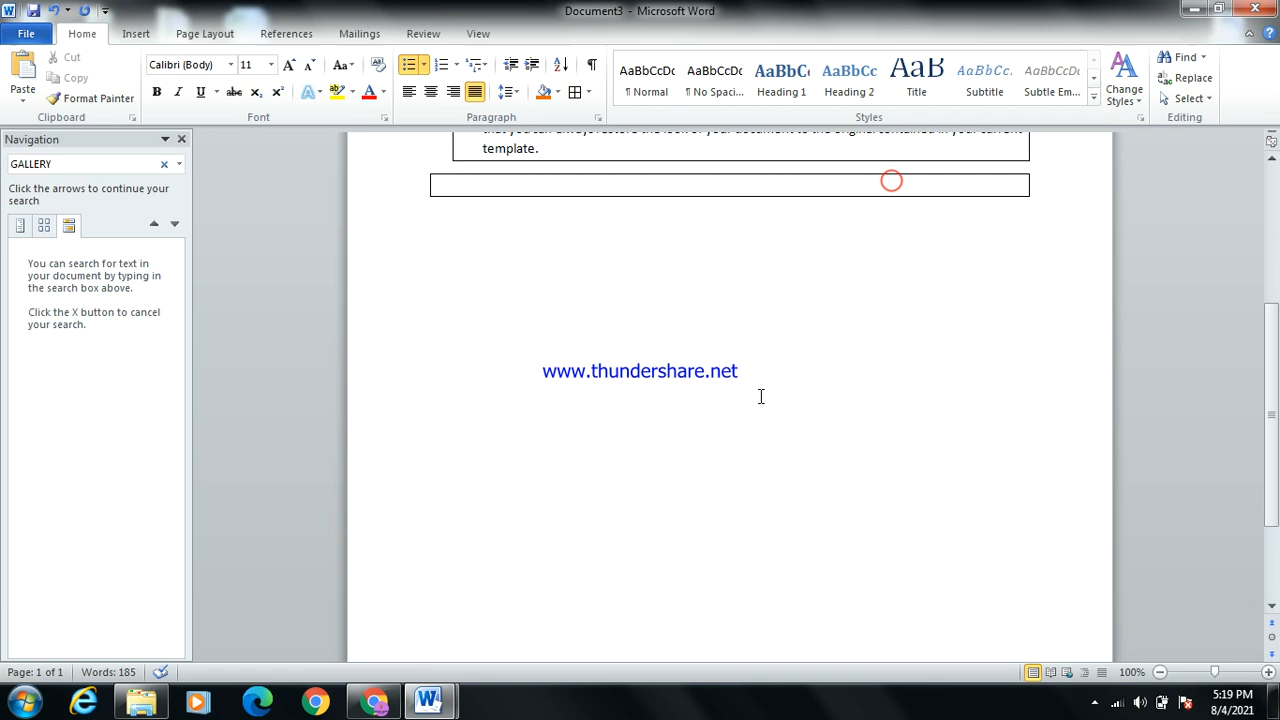 Document3 - Microsoft Word
File Home Insert Page Layout References Mailings Review View
Paste
Cut
Copy
Format Painter
Clipboard
Calibri (Body) 11
Font
Paragraph
AaBbCcDc AaBbCcDc AaBbCc AaBbCc AaB AaBbCc. AaBbCcDc
¶ Normal ¶ No Spaci... Heading 1 Heading 2 Title Subtitle Subtle Em...
Change
Styles
Styles
Find
Replace
Select
Editing
Navigation
GALLERY
Click the arrows to continue your
search
You can search for text in
your document by typing in
the search box above.
Click the X button to cancel
your search.
that you can always restore the look of your document to the original contained in your current
template.
www.thundershare.net
Page: 1 of 1 Words: 185 100%
5:19 PM
8/4/2021